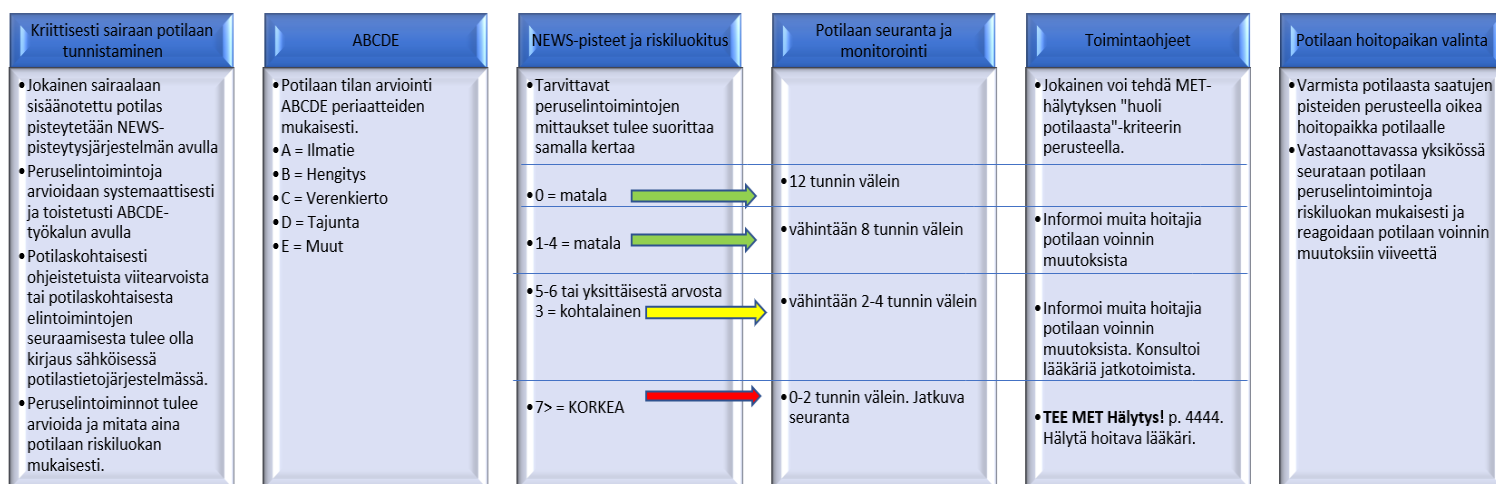 Kriittisesti sairaan potilaan
tunnistaminen
•Jokainen sairaalaan
sisäänotettu potilas
pisteytetään NEWS-
pisteytysjärjestelmän avulla
•Peruselintoimintoja
arvioidaan systemaattisesti
ja toistetusti ABCDE-
työkalun avulla
•Potilaskohtaisesti
ohjeistetuista viitearvoista
tai potilaskohtaisesta
elintoimintojen
seuraamisesta tulee olla
kirjaus sähköisessä
potilastietojärjestelmässä.
•Peruselintoiminnot tulee
arvioida ja mitata aina
potilaan riskiluokan
mukaisesti.
ABCDE
•Potilaan tilan arviointi
ABCDE periaatteiden
mukaisesti.
•A = Ilmatie
•B = Hengitys
•C = Verenkierto
•D = Tajunta
•E = Muut
NEWS-pisteet ja riskiluokitus
•Tarvittavat
peruselintoimintojen
mittaukset tulee suorittaa
samalla kertaa
•0 = matala
•1-4 = matala
•5-6 tai yksittäisestä arvosta
3 = kohtalainen
•7> = KORKEA
Potilaan seuranta ja
monitorointi
•12 tunnin välein
•vähintään 8 tunnin välein
•vähintään 2-4 tunnin välein
•0-2 tunnin välein. Jatkuva
seuranta
Toimintaohjeet
•Jokainen voi tehdä MET-
hälytyksen "huoli
potilaasta"-kriteerin
perusteella.
•Informoi muita hoitajia
potilaan voinnin
muutoksista
•Informoi muita hoitajia
potilaan voinnin
muutoksista. Konsultoi
lääkäriä jatkotoimista.
•TEE MET Hälytys! p. 4444.
Hälytä hoitava lääkäri.
Potilaan hoitopaikan valinta
•Varmista potilaasta saatujen
pisteiden perusteella oikea
hoitopaikka potilaalle
•Vastaanottavassa yksikössä
seurataan potilaan
peruselintoimintoja
riskiluokan mukaisesti ja
reagoidaan potilaan voinnin
muutoksiin viiveettä